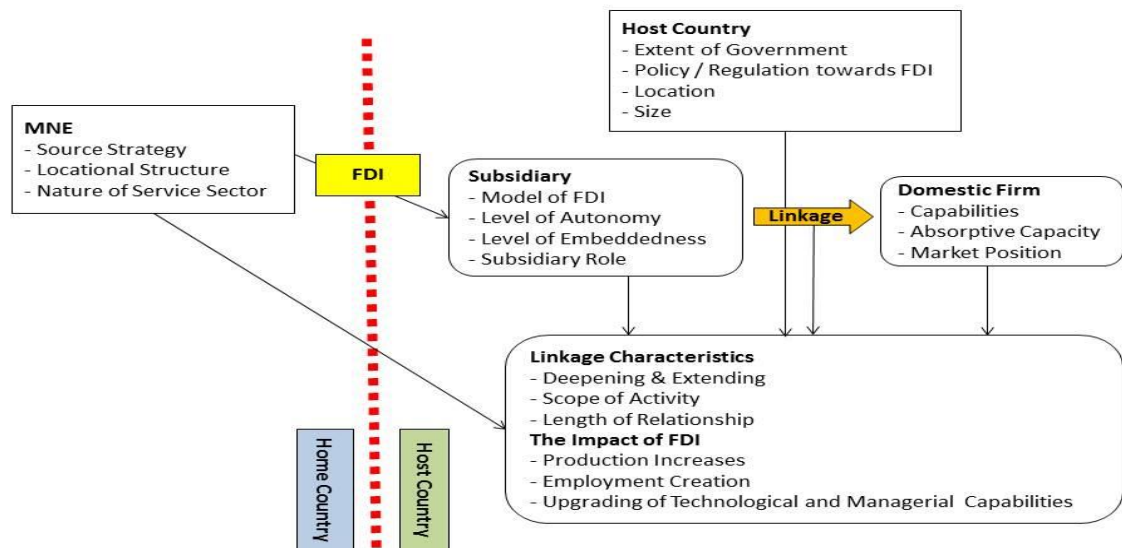 Host Country
- Extent of Government
- Policy / Regulation towards FDI
- Location
- Size
MNE
- Source Strategy
- Locational Structure
- Nature of Service Sector
FDI
Subsidiary
- Model of FDI
- Level of Autonomy
- Level of Embeddedness
- Subsidiary Role
Linkage
Domestic Firm
- Capabilities
- Absorptive Capacity
- Market Position
Linkage Characteristics
- Deepening & Extending
- Scope of Activity
- Length of Relationship
The Impact of FDI
- Production Increases
- Employment Creation
- Upgrading of Technological and Managerial Capabilities
Home Country
Host Country